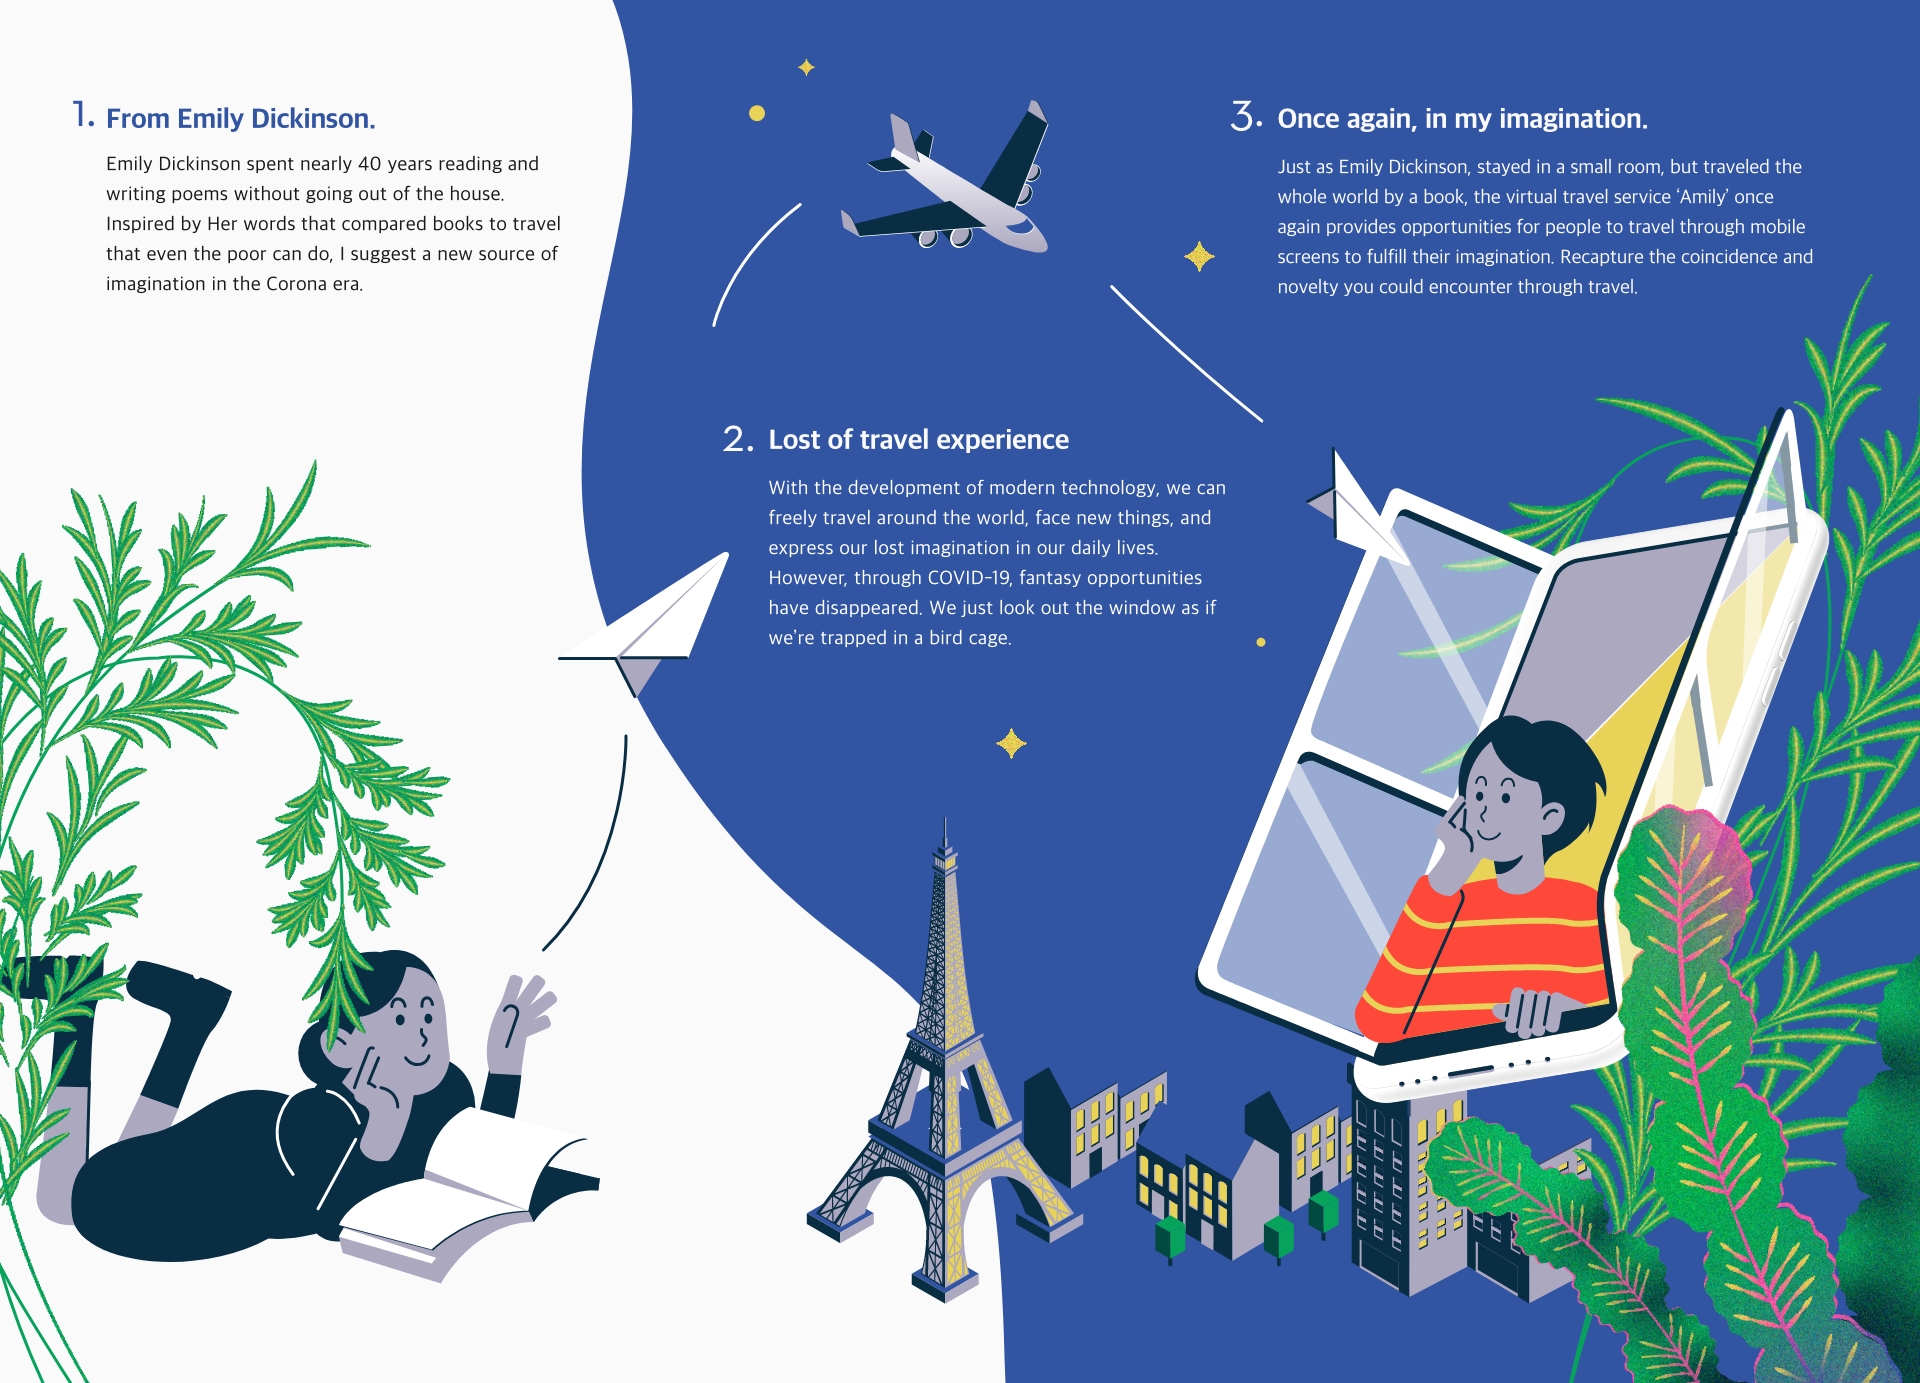 1. From Emily Dickinson.
Emily Dickinson spent nearly 40 years reading and
writing poems without going out of the house.
Inspired by Her words that compared books to travel
that even the poor can do, I suggest a new source of
imagination in the Corona era.
2. Lost of travel experience
With the development of modern technology, we can
freely travel around the world, face new things, and
express our lost imagination in our daily lives.
However, through COVID-19, fantasy opportunities
have disappeared. We just look out the window as if
we're trapped in a bird cage.
3. Once again, in my imagination.
Just as Emily Dickinson, stayed in a small room, but traveled the
whole world by a book, the virtual travel service ‘Amily’ once
again provides opportunities for people to travel through mobile
screens to fulfill their imagination. Recapture the coincidence and
novelty you could encounter through travel.